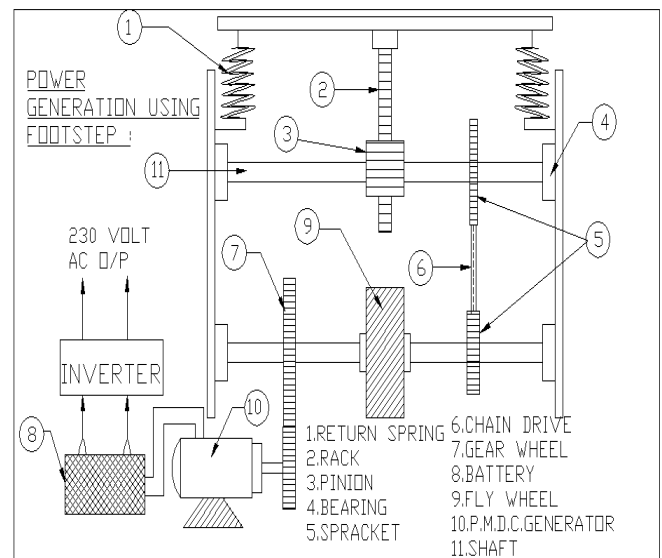 POWER
GENERATION USING
FOOTSTEP :
1
2
3
4
11
5
230 VOLT
AC O/P
7
9
6
INVERTER
8
10
1.RETURN SPRING
2.RACK
3.PINION
4.BEARING
5.SPRACKET
6.CHAIN DRIVE
7.GEAR WHEEL
8.BATTERY
9.FLY WHEEL
10.P.M.D.C.GENERATOR
11.SHAFT